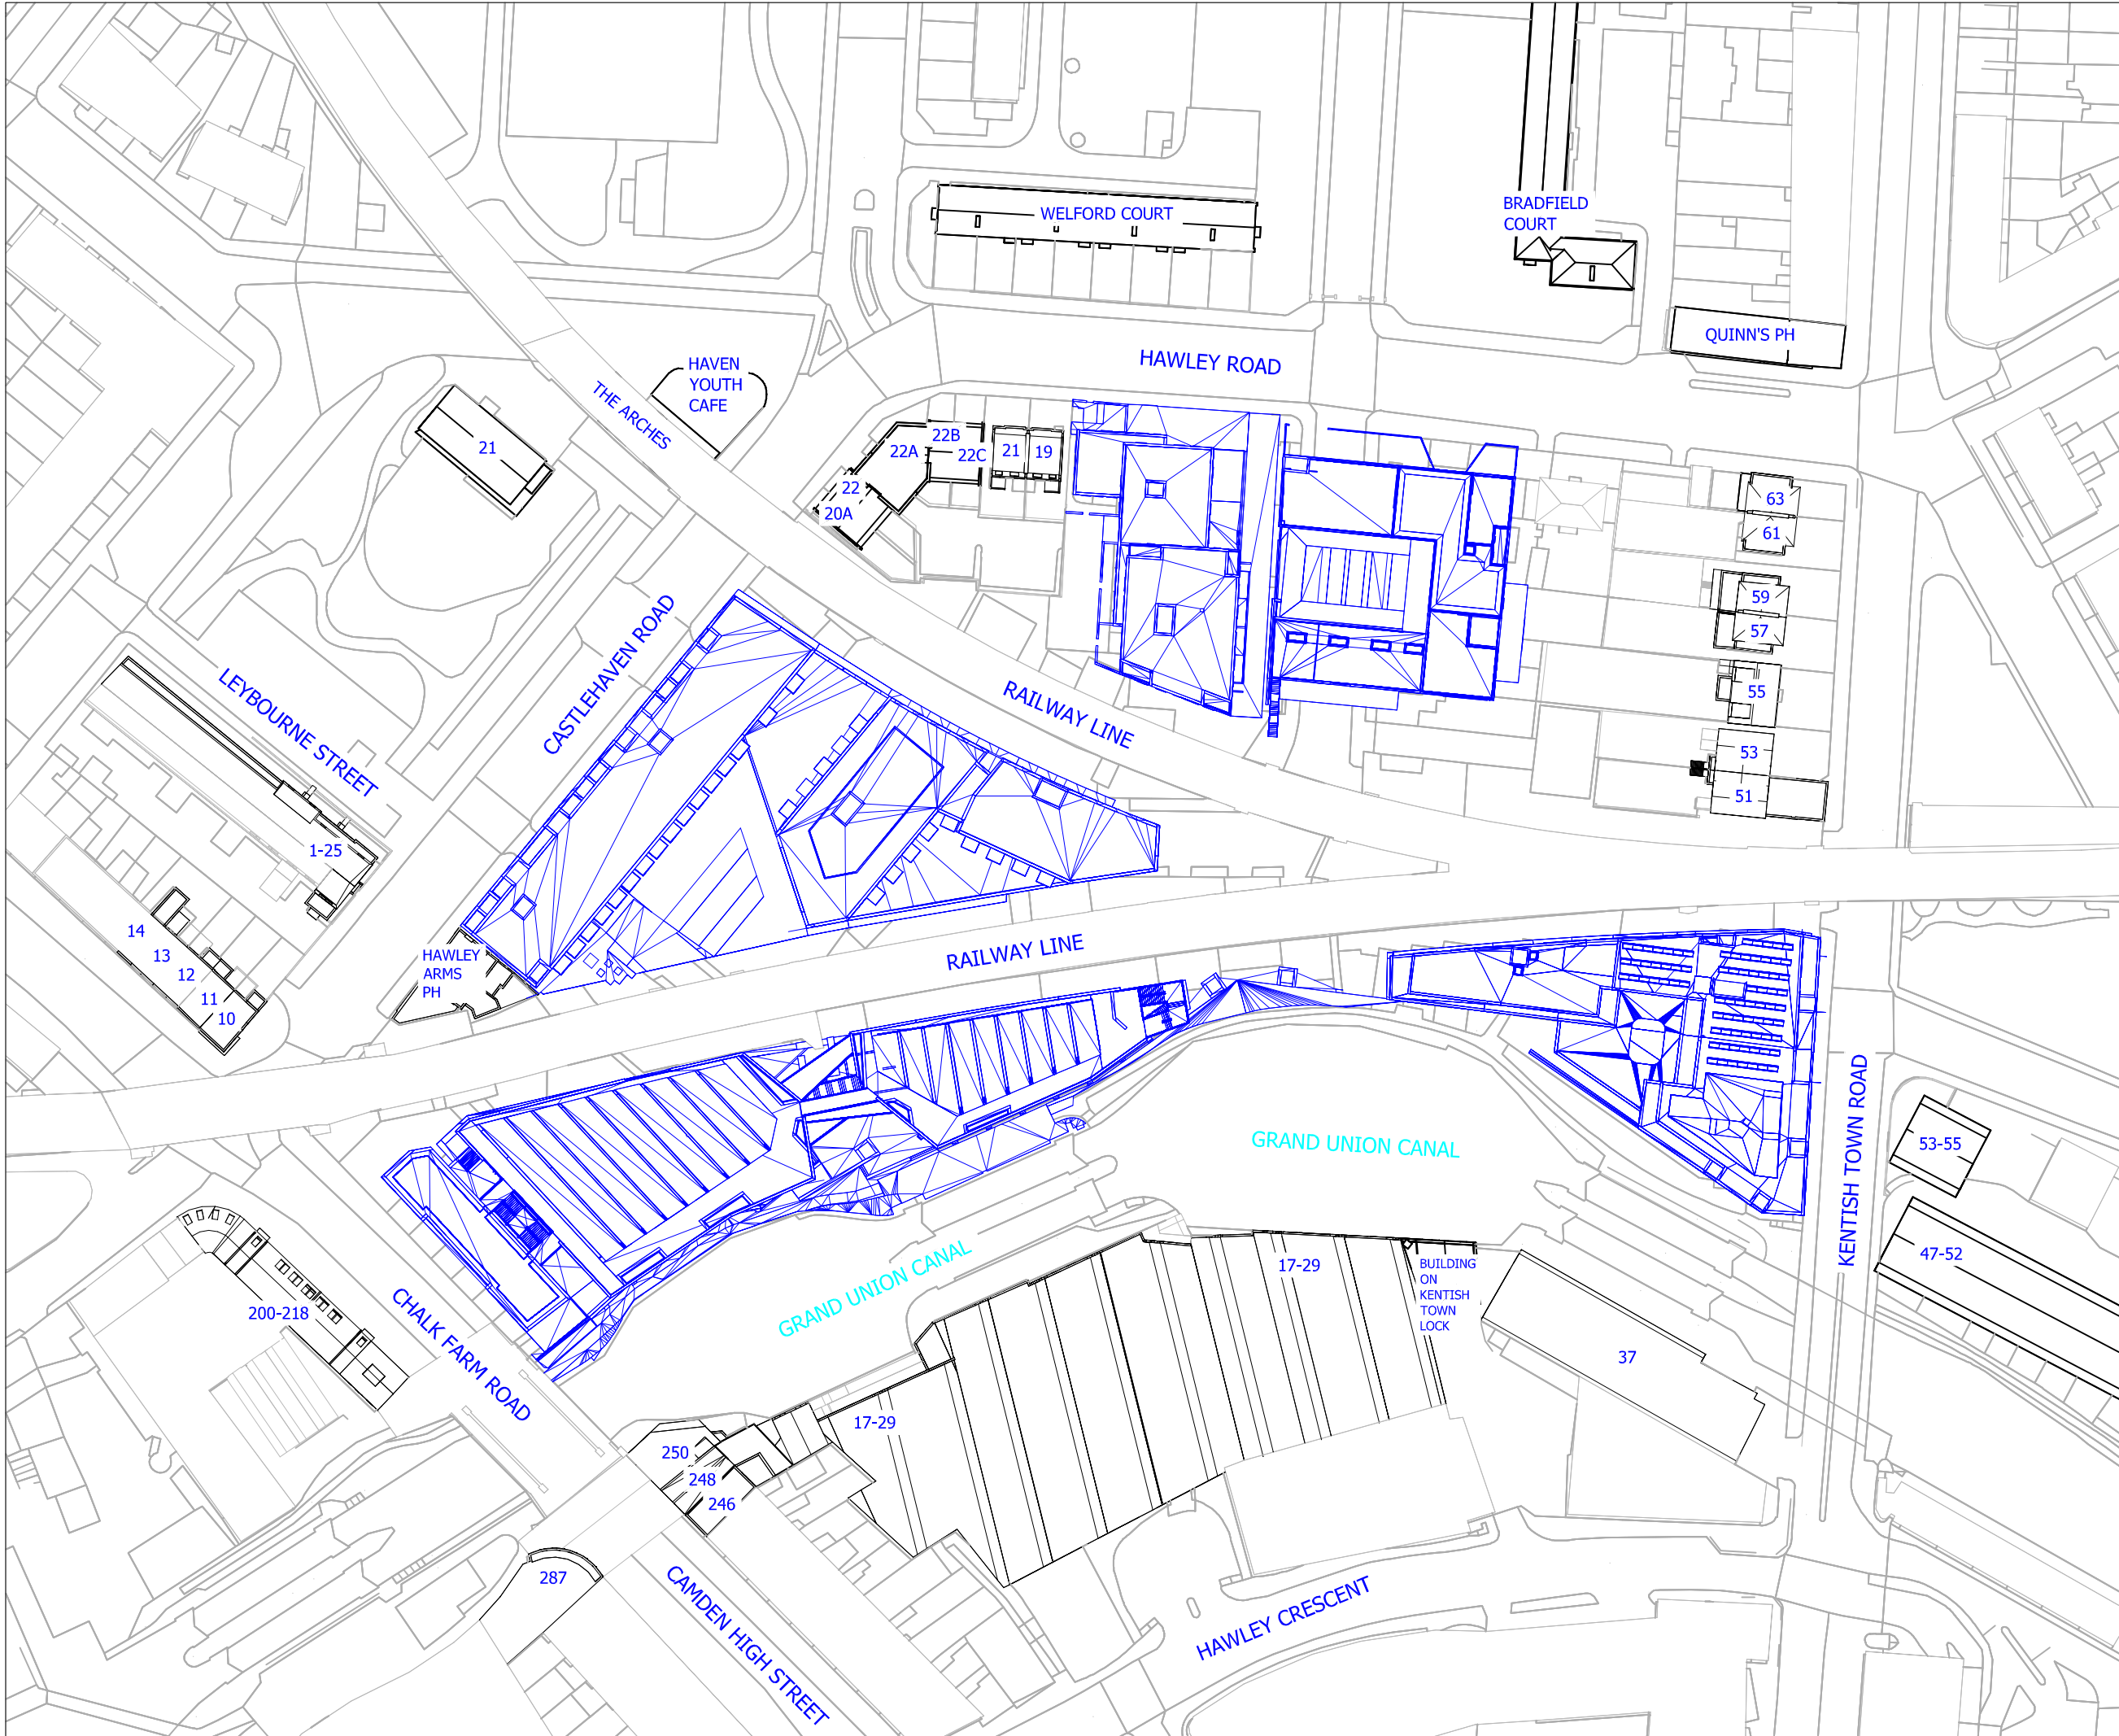 WELFORD COURT
BRADFIELD
COURT
QUINN'S PH
HAWLEY ROAD
HAVEN
YOUTH
CAFE
THE ARCHES
21
22B
22A
22C
21
19
22
20A
63
61
59
57
55
53
51
CASTLEHAVEN ROAD
LEYBOURNE STREET
RAILWAY LINE
1-25
14
13
12
11
10
HAWLEY
ARMS
PH
RAILWAY LINE
KENTISH TOWN ROAD
53-55
47-52
GRAND UNION CANAL
GRAND UNION CANAL
200-218
CHALK FARM ROAD
17-29
BUILDING
ON
KENTISH
TOWN
LOCK
37
17-29
250
248
246
287
CAMDEN HIGH STREET
HAWLEY CRESCENT